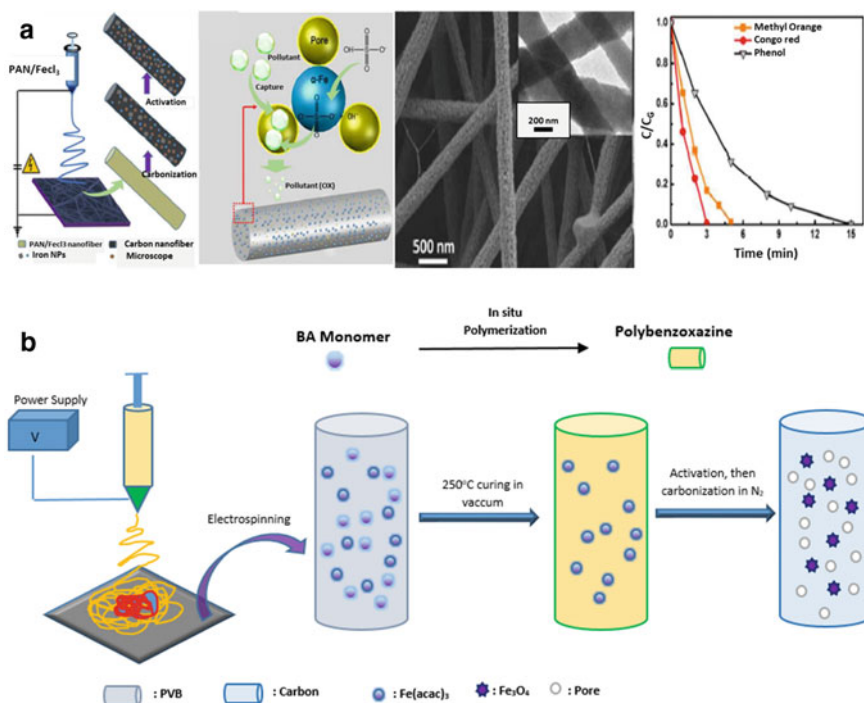 a
PAN/Fecl3
Activation
Carbonization
PAN/FeCl3 nanofiber
Carbon nanofiber
Iron NPs
Microscope
Pore
Pollutant
Capture
α-Fe
OH
O⁻
OH
Pollutant (OX)
200 nm
500 nm
Methyl Orange
Congo red
Phenol
C/CG
1.0
0.8
0.6
0.4
0.2
0.0
0 3 6 9 12 15
Time (min)
b
BA Monomer
In situ
Polymerization
Polybenzoxazine
Power Supply
V
Electrospinning
250°C curing in
vaccum
Activation, then
carbonization in N₂
: PVB
: Carbon
: Fe(acac)₃
: Fe₃O₄
: Pore